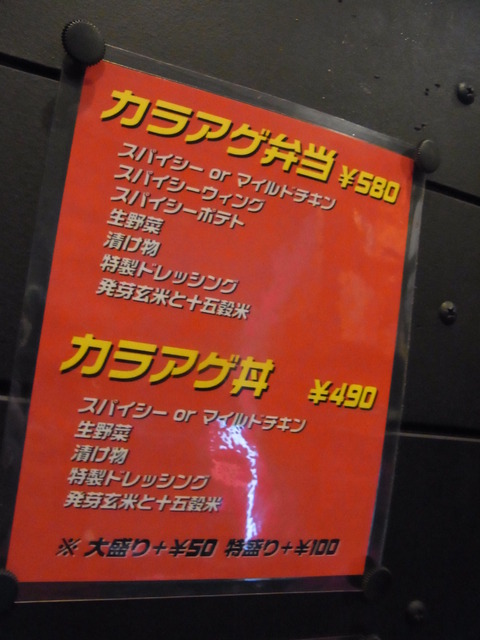 カラアゲ弁当 ¥580
スパイシー or マイルドチキン
スパイシーウィング
スパイシーポテト
生野菜
漬け物
特製ドレッシング
発芽玄米と十五穀米
カラアゲ丼 ¥490
スパイシー or マイルドチキン
生野菜
漬け物
特製ドレッシング
発芽玄米と十五穀米
※ 大盛り+¥50 特盛り+¥100